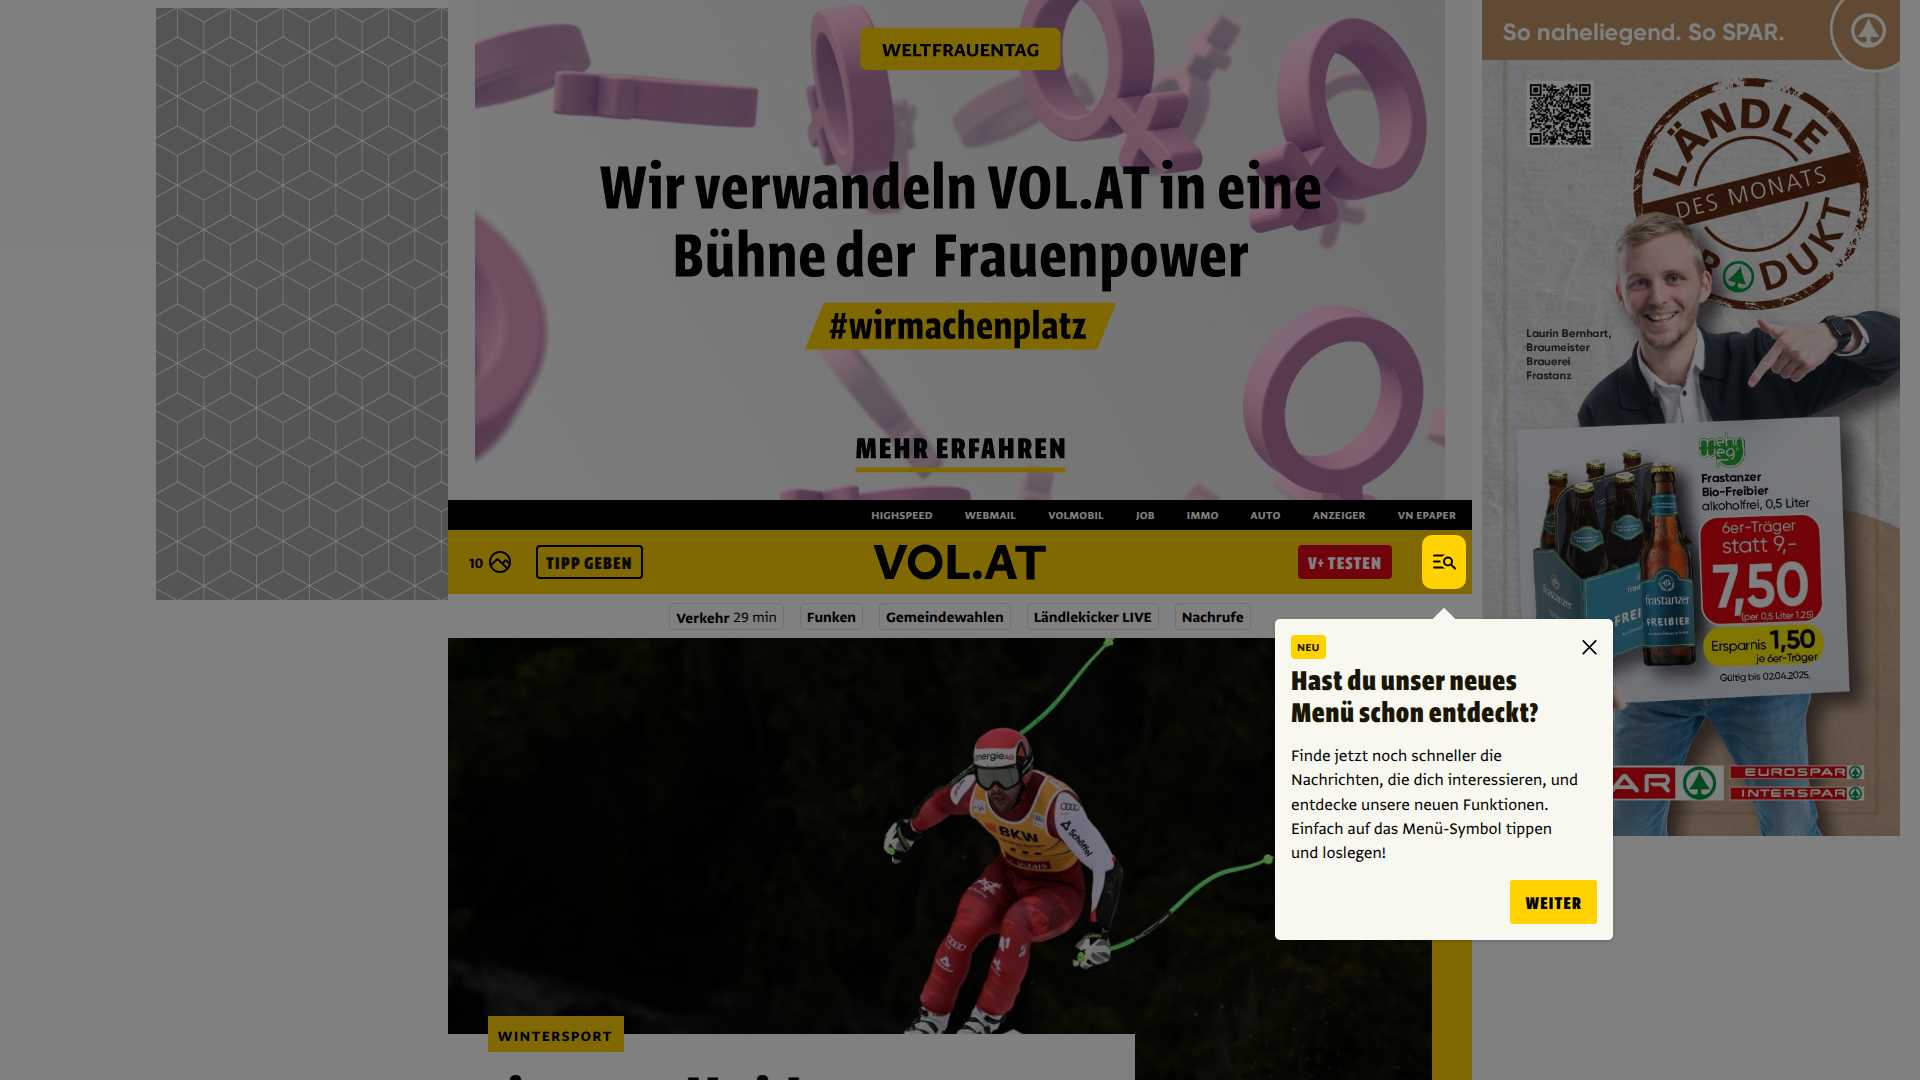 So naheliegend. So SPAR.
WELTFRAUENTAG
Wir verwandeln VOL.AT in eine
Bühne der Frauenpower
#wirmachenplatz
MEHR ERFAHREN
LÄNDLE
DES MONATS
PRODUKT
Laurin Bernhart,
Braumeister
Brauerei
Frastanz
mehr
weg
Frastanzer
Bio-Freibier
alkoholfrei, 0,5 Liter
6er-Träger
statt 9,-
7,50
(per 0,5 Liter 1.25)
Ersparnis 1,50
je 6er-Träger
Gültig bis 02.04.2025.
frastanzer
FREIBIER
EUROSPAR
INTERSPAR
HIGHSPEED WEBMAIL VOLMOBIL JOB IMMO AUTO ANZEIGER VN EPAPER
10 TIPP GEBEN VOL.AT V+ TESTEN
Verkehr 29 min Funken Gemeindewahlen Ländlekicker LIVE Nachrufe
NEU
Hast du unser neues
Menü schon entdeckt?
Finde jetzt noch schneller die
Nachrichten, die dich interessieren, und
entdecke unsere neuen Funktionen.
Einfach auf das Menü-Symbol tippen
und loslegen!
WEITER
energie AG
Audi
BKW
Schöffel
WINTERSPORT